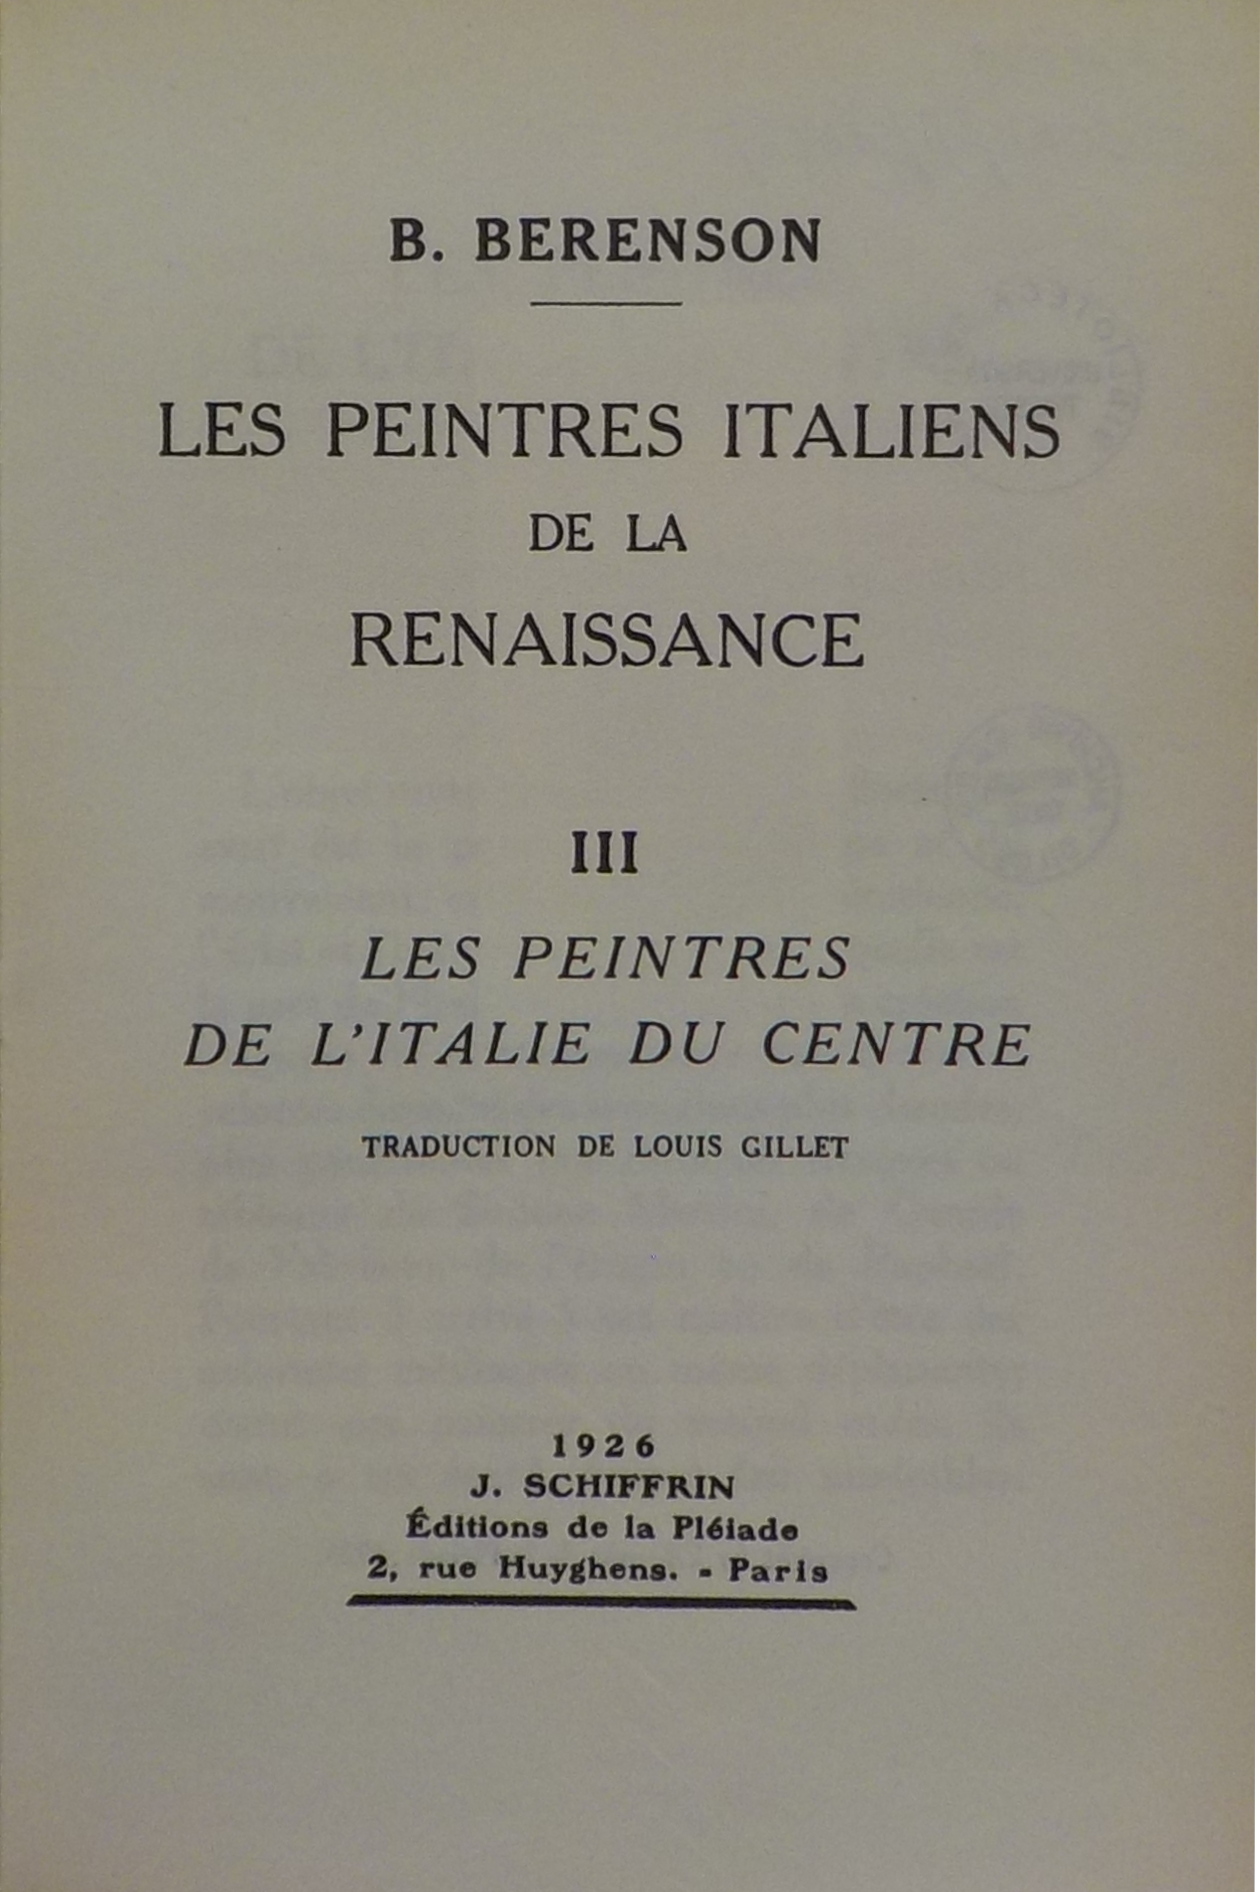 B. BERENSON
LES PEINTRES ITALIENS
DE LA
RENAISSANCE
III
LES PEINTRES
DE L'ITALIE DU CENTRE
TRADUCTION DE LOUIS GILLET
1926
J. SCHIFFRIN
Éditions de la Pléiade
2, rue Huyghens. - Paris